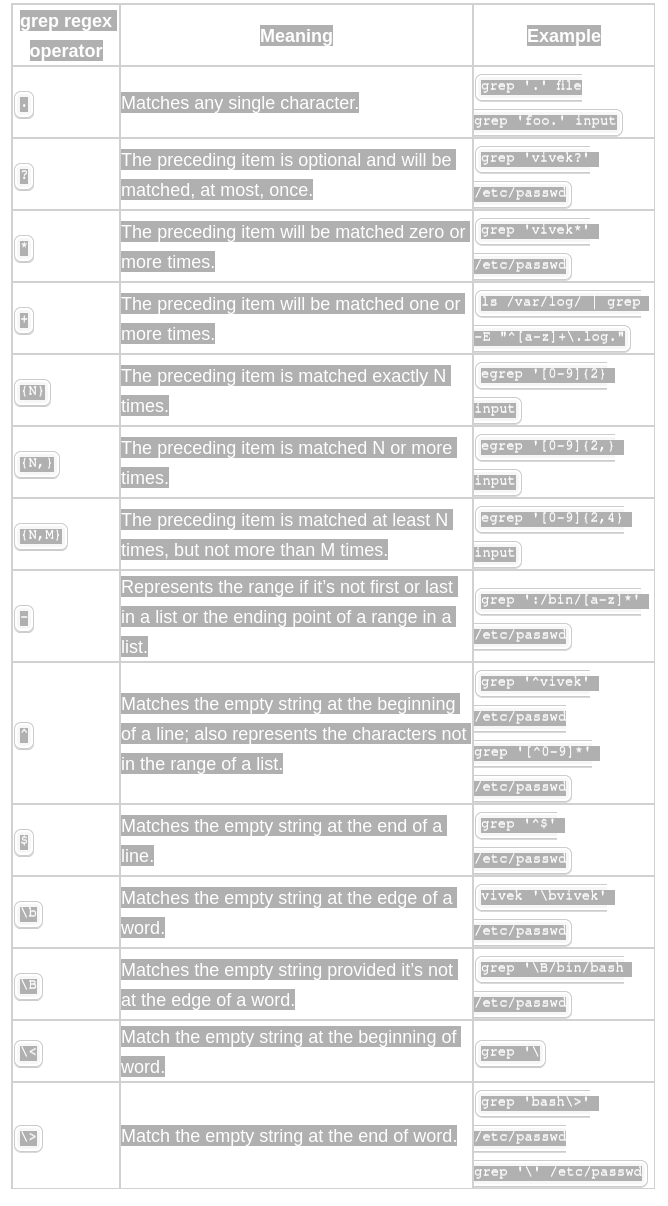 grep regex
operator
Meaning
Example
.
Matches any single character.
grep '.' file
grep 'foo.' input
?
The preceding item is optional and will be
matched, at most, once.
grep 'vivek?'
/etc/passwd
*
The preceding item will be matched zero or
more times.
grep 'vivek*'
/etc/passwd
+
The preceding item will be matched one or
more times.
ls /var/log/ | grep
-E "^[a-z]+\.log."
{N}
The preceding item is matched exactly N
times.
egrep '[0-9]{2}
input
{N,}
The preceding item is matched N or more
times.
egrep '[0-9]{2,}
input
{N,M}
The preceding item is matched at least N
times, but not more than M times.
egrep '[0-9]{2,4}
input
-
Represents the range if it’s not first or last
in a list or the ending point of a range in a
list.
grep ':/bin/[a-z]*'
/etc/passwd
^
Matches the empty string at the beginning
of a line; also represents the characters not
in the range of a list.
grep '^vivek'
/etc/passwd
grep '[^0-9]*'
/etc/passwd
$
Matches the empty string at the end of a
line.
grep '^$'
/etc/passwd
\b
Matches the empty string at the edge of a
word.
vivek '\bvivek'
/etc/passwd
\B
Matches the empty string provided it’s not
at the edge of a word.
grep '\B/bin/bash
/etc/passwd
\<
Match the empty string at the beginning of
word.
grep '\
\>
Match the empty string at the end of word.
grep 'bash\>'
/etc/passwd
grep '\' /etc/passwd